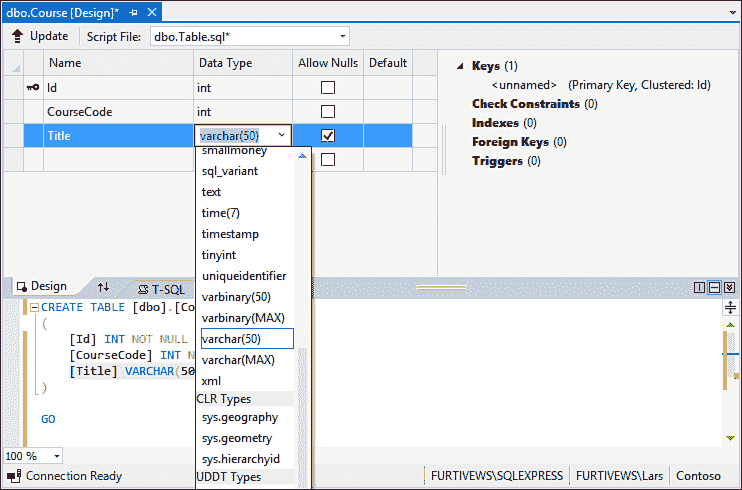 dbo.Course [Design]*
Update Script File: dbo.Table.sql*
Name Data Type Allow Nulls Default
Id int
CourseCode int
Title varchar(50)
Keys (1)
<unnamed> (Primary Key, Clustered: Id)
Check Constraints (0)
Indexes (0)
Foreign Keys (0)
Triggers (0)
smallmoney
sql_variant
text
time(7)
timestamp
tinyint
uniqueidentifier
varbinary(50)
varbinary(MAX)
varchar(50)
varchar(MAX)
xml
CLR Types
sys.geography
sys.geometry
sys.hierarchyid
UDDT Types
Design T-SQL
CREATE TABLE [dbo].[Co
(
[Id] INT NOT NULL
[CourseCode] INT N
[Title] VARCHAR(50
)
GO
100 %
Connection Ready FURTIVEWS\SQLEXPRESS FURTIVEWS\Lars Contoso